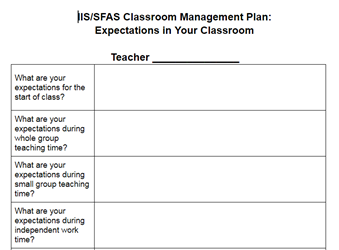 IIS/SFAS Classroom Management Plan:
Expectations in Your Classroom
Teacher _______________
What are your
expectations for the
start of class?
What are your
expectations during
whole group
teaching time?
What are your
expectations during
small group teaching
time?
What are your
expectations during
independent work
time?